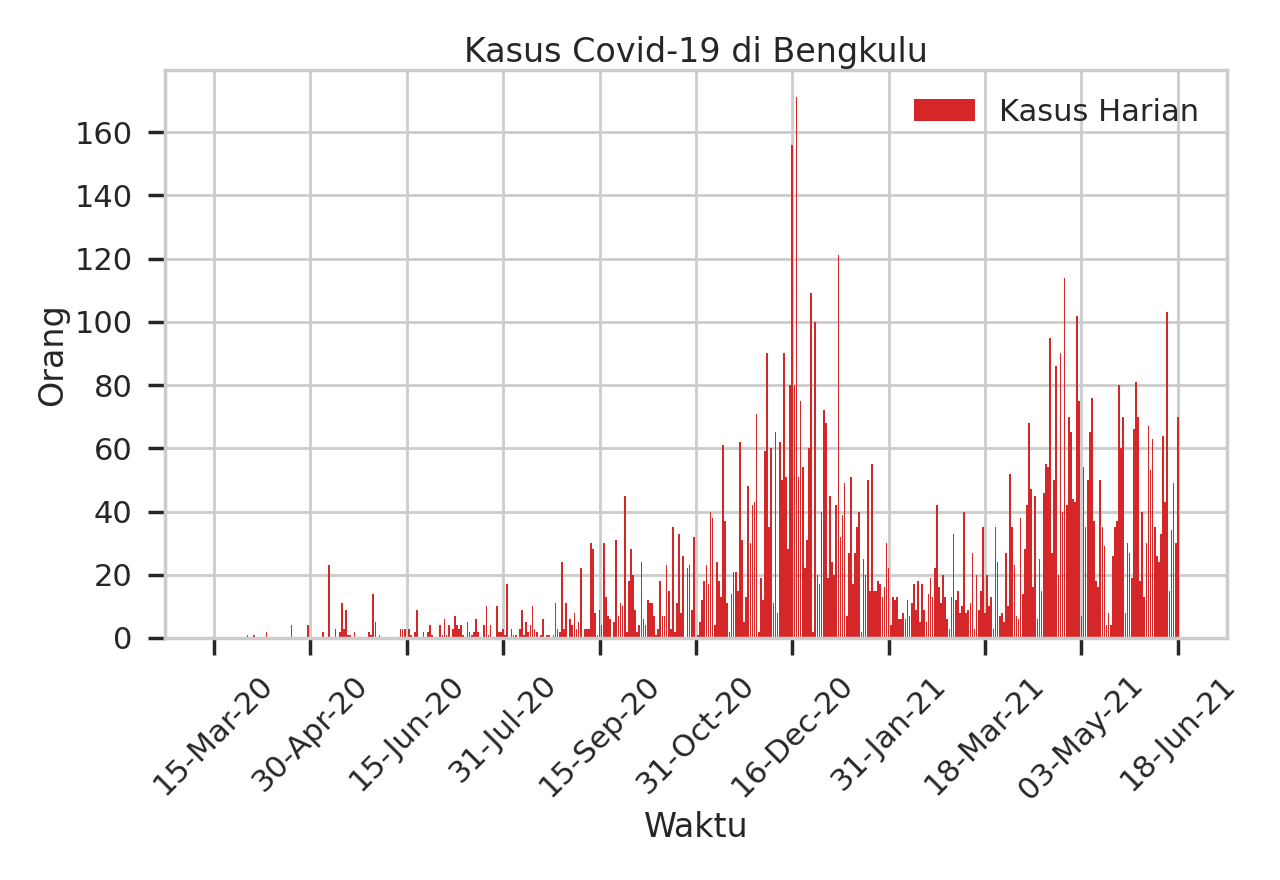 Kasus Covid-19 di Bengkulu
Kasus Harian
160
140
120
100
80
60
40
20
0
Orang
15-Mar-20
30-Apr-20
15-Jun-20
31-Jul-20
15-Sep-20
31-Oct-20
16-Dec-20
31-Jan-21
18-Mar-21
03-May-21
18-Jun-21
Waktu